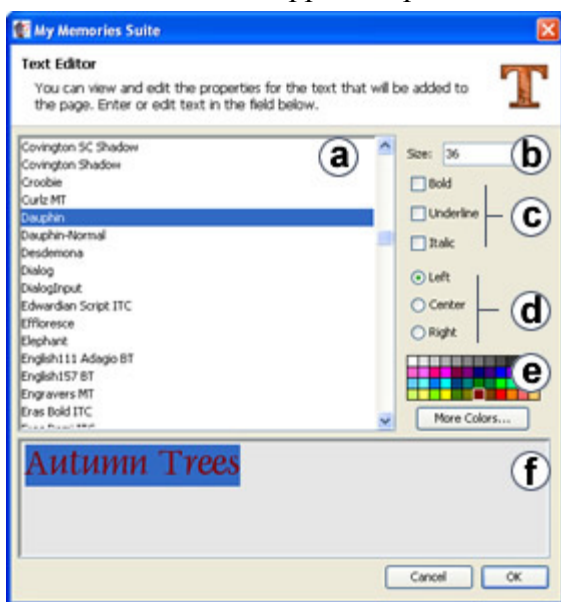 My Memories Suite
Text Editor
You can view and edit the properties for the text that will be added to
the page. Enter or edit text in the field below.
Covington SC Shadow
Covington Shadow
Croobie
Curlz MT
Dauphin
Dauphin-Normal
Desdemona
Dialog
DialogInput
Edwardian Script ITC
Effloresce
Elephant
English111 Adagio BT
English157 BT
Engravers MT
Eras Bold ITC
a
Size: 36
b
Bold
Underline
Italic
c
Left
Center
Right
d
e
More Colors...
Autumn Trees
f
Cancel
OK
T